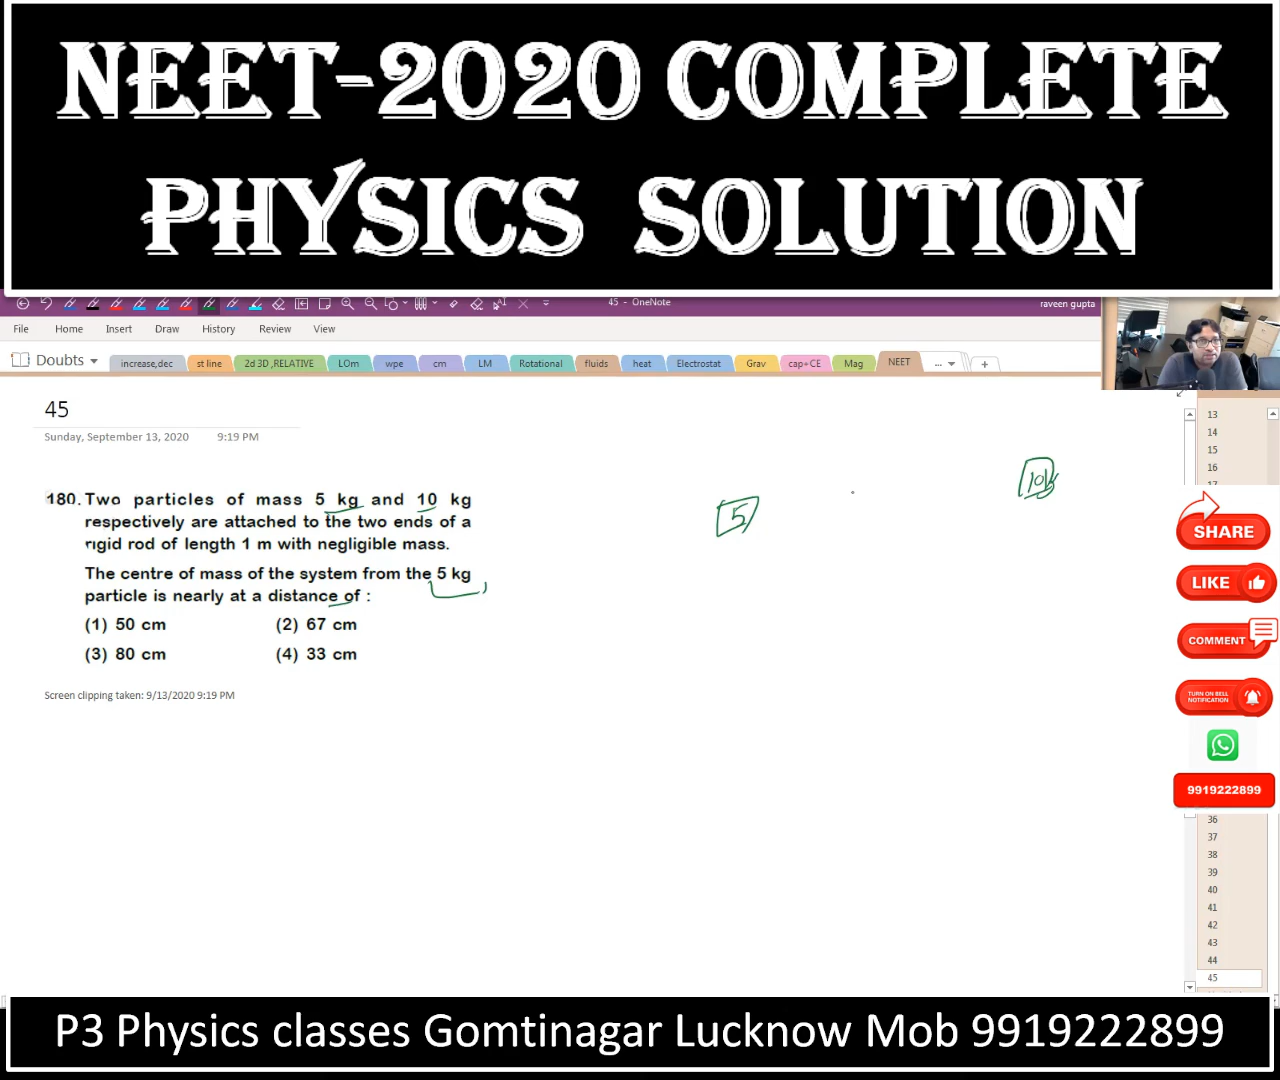 NEET-2020 COMPLETE
PHYSICS SOLUTION
45 - OneNote
raveen gupta
File Home Insert Draw History Review View
Doubts increase,dec st line 2d 3D ,RELATIVE LOm wpe cm LM Rotational fluids heat Electrostat Grav cap+CE Mag NEET ...
45
Sunday, September 13, 2020 9:19 PM
180. Two particles of mass 5 kg and 10 kg
respectively are attached to the two ends of a
rigid rod of length 1 m with negligible mass.
The centre of mass of the system from the 5 kg
particle is nearly at a distance of :
(1) 50 cm (2) 67 cm
(3) 80 cm (4) 33 cm
Screen clipping taken: 9/13/2020 9:19 PM
5
10
13
14
15
16
SHARE
LIKE
COMMENT
TURN ON BELL
NOTIFICATION
9919222899
36
37
38
39
40
41
42
43
44
45
P3 Physics classes Gomtinagar Lucknow Mob 9919222899